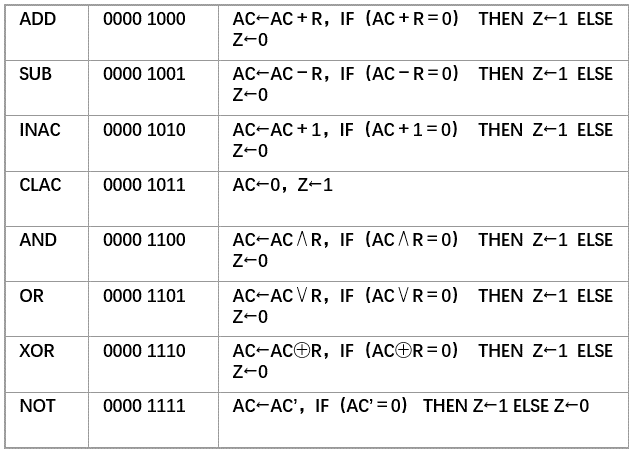 ADD 0000 1000 AC←AC+R, IF (AC+R=0) THEN Z←1 ELSE
Z←0
SUB 0000 1001 AC←AC-R, IF (AC-R=0) THEN Z←1 ELSE
Z←0
INAC 0000 1010 AC←AC+1, IF (AC+1=0) THEN Z←1 ELSE
Z←0
CLAC 0000 1011 AC←0, Z←1
AND 0000 1100 AC←AC∧R, IF (AC∧R=0) THEN Z←1 ELSE
Z←0
OR 0000 1101 AC←AC∨R, IF (AC∨R=0) THEN Z←1 ELSE
Z←0
XOR 0000 1110 AC←AC⊕R, IF (AC⊕R=0) THEN Z←1 ELSE
Z←0
NOT 0000 1111 AC←AC’, IF (AC’=0) THEN Z←1 ELSE Z←0